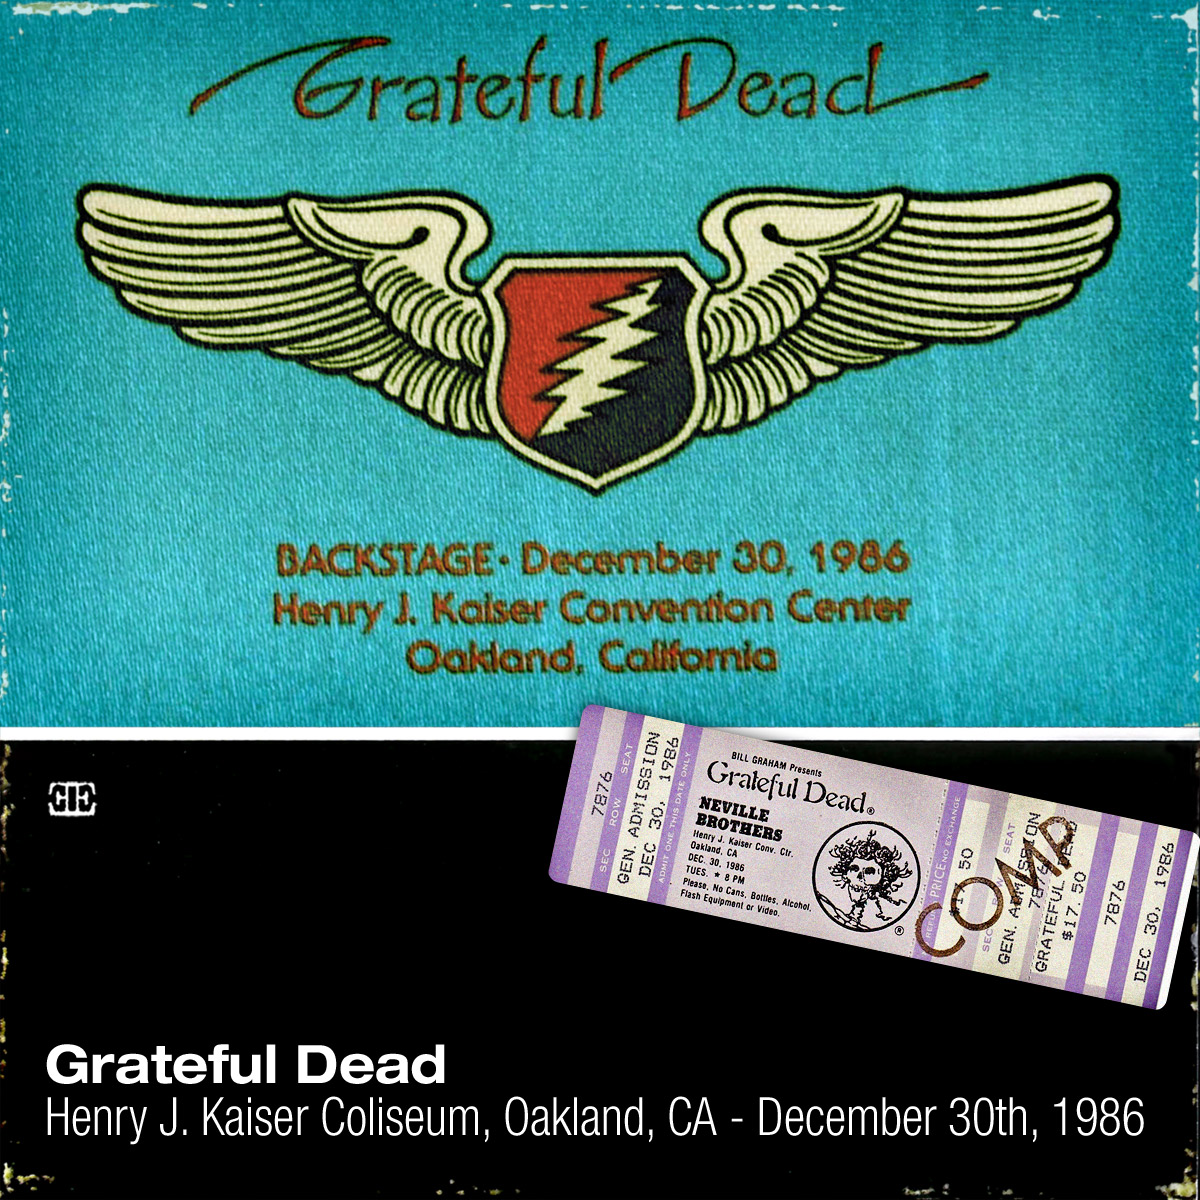 Grateful Dead
BACKSTAGE · December 30, 1986
Henry J. Kaiser Convention Center
Oakland, California
SEC ROW SEAT
7876
GEN. ADMISSION
DEC 30, 1986
ADMIT ONE THIS DATE ONLY
BILL GRAHAM Presents
Grateful Dead®
NEVILLE
BROTHERS
Henry J. Kaiser Conv. Ctr.
Oakland, CA
DEC. 30, 1986
TUES. ★ 8 PM
Please, No Cans, Bottles, Alcohol,
Flash Equipment or Video.
®
PRICE NO EXCHANGE
50
COMP
SEAT
GEN. ADMISSION
7876
GRATEFUL
$17.50
7876
DEC 30, 1986
Grateful Dead
Henry J. Kaiser Coliseum, Oakland, CA - December 30th, 1986